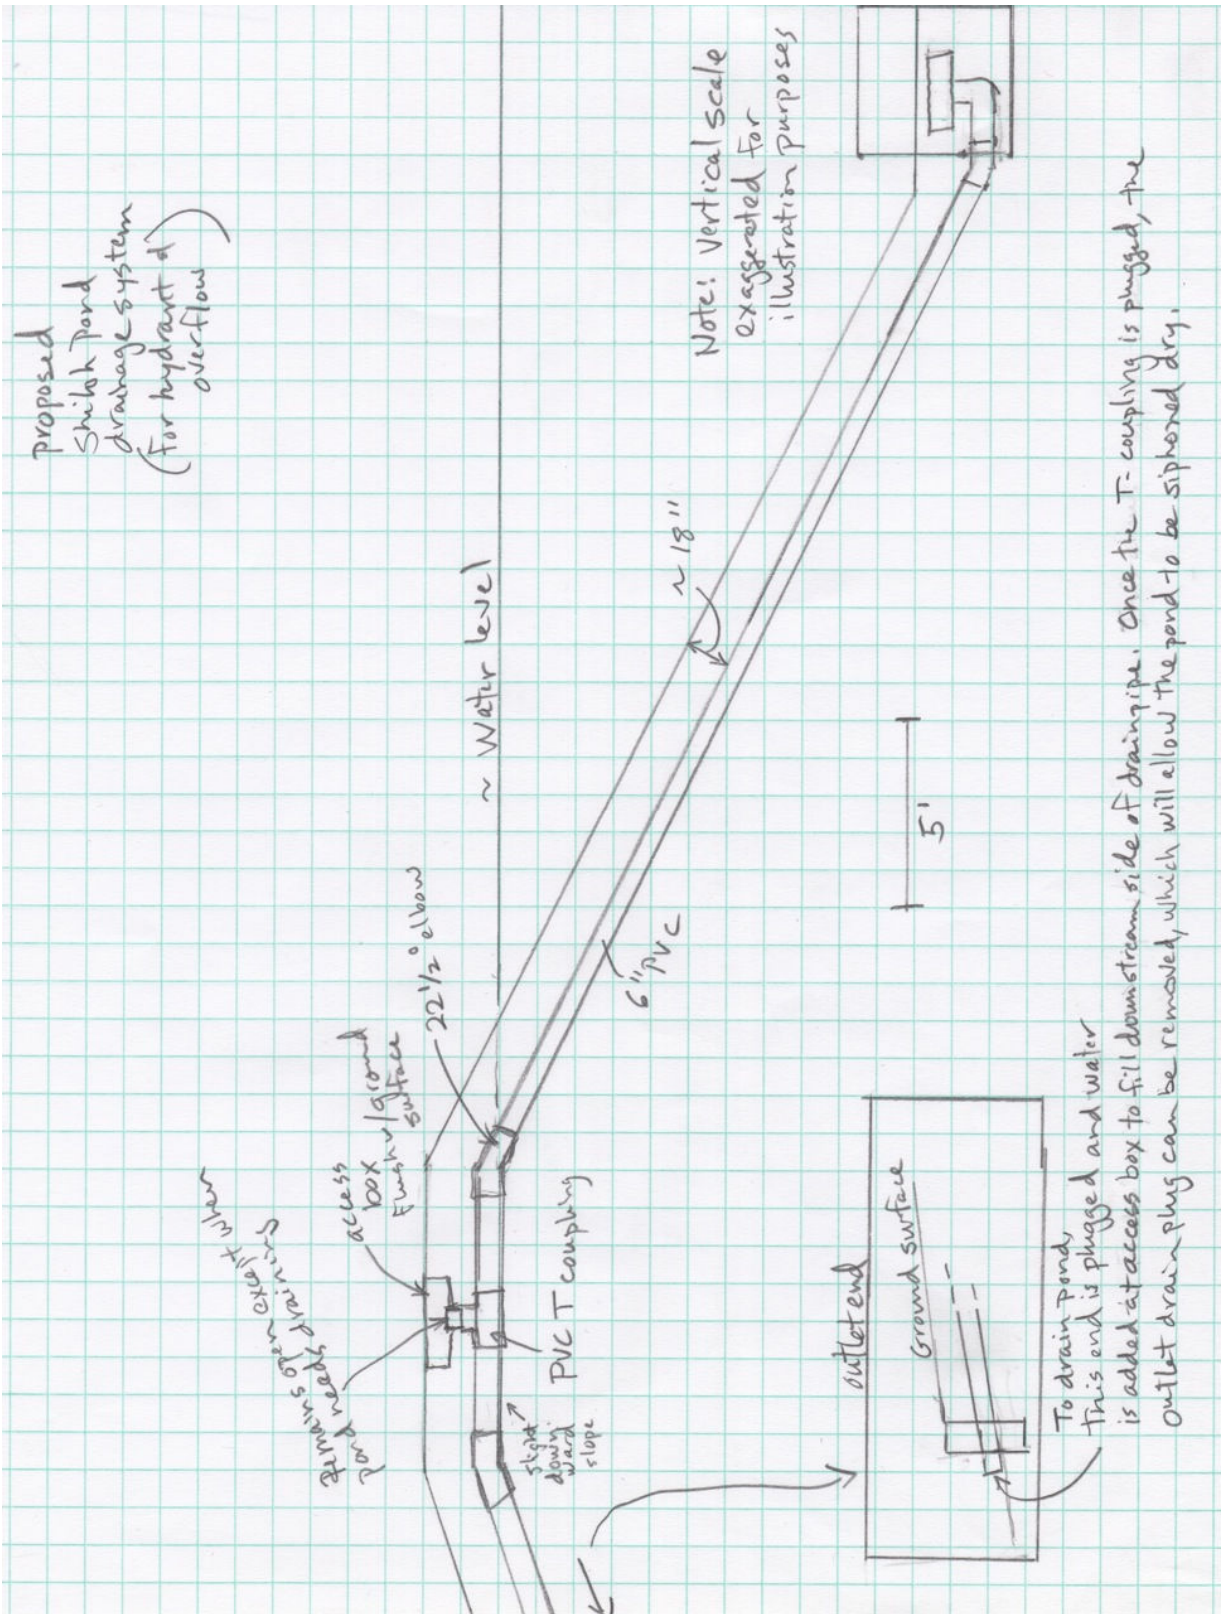 proposed
Shiloh pond
drainage system
(for hydrant &
overflow)
Remains open except when
pond needs draining
access
box
flush w/ground
surface
22 1/2° elbow
~ Water level
Note: Vertical scale
exaggerated for
illustration purposes
~ 18"
6" PVC
PVC T coupling
slight
down
ward
slope
5'
outlet end
Ground surface
To drain pond,
this end is plugged and water
is added at access box to fill downstream side of drainpipe. Once the T-coupling is plugged, the
outlet drain plug can be removed, which will allow the pond to be siphoned dry.